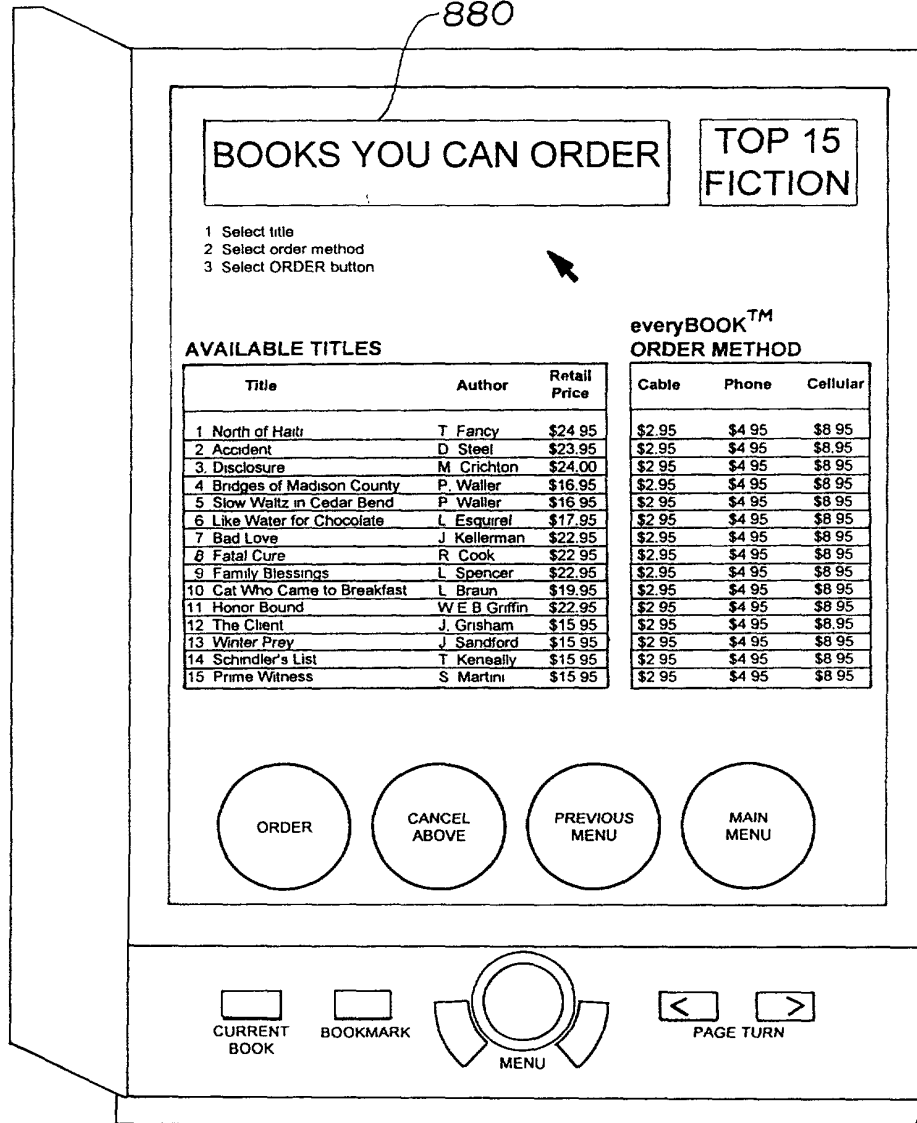 880
BOOKS YOU CAN ORDER
TOP 15
FICTION
1 Select title
2 Select order method
3 Select ORDER button
AVAILABLE TITLES
everyBOOK™
ORDER METHOD
Title Author Retail Price Cable Phone Cellular
1 North of Haiti T Fancy $24 95 $2.95 $4 95 $8 95
2 Accident D Steel $23.95 $2.95 $4 95 $8.95
3. Disclosure M Crichton $24.00 $2 95 $4 95 $8 95
4 Bridges of Madison County P. Waller $16.95 $2 95 $4 95 $8 95
5 Slow Waltz in Cedar Bend P Waller $16 95 $2 95 $4 95 $8 95
6 Like Water for Chocolate L Esquirel $17.95 $2 95 $4 95 $8 95
7 Bad Love J Kellerman $22.95 $2.95 $4 95 $8 95
8 Fatal Cure R Cook $22 95 $2.95 $4 95 $8 95
9 Family Blessings L Spencer $22.95 $2.95 $4 95 $8 95
10 Cat Who Came to Breakfast L Braun $19.95 $2.95 $4 95 $8 95
11 Honor Bound W E B Griffin $22.95 $2 95 $4 95 $8 95
12 The Client J. Grisham $15 95 $2 95 $4 95 $8.95
13 Winter Prey J Sandford $15 95 $2 95 $4 95 $8 95
14 Schindler's List T Keneally $15 95 $2 95 $4 95 $8 95
15 Prime Witness S Martini $15 95 $2 95 $4 95 $8 95
ORDER
CANCEL
ABOVE
PREVIOUS
MENU
MAIN
MENU
< >
CURRENT
BOOK
BOOKMARK
MENU
PAGE TURN